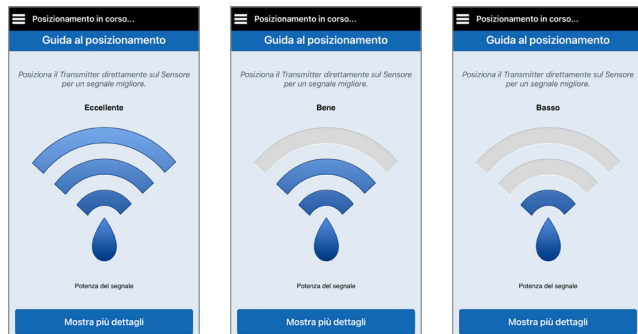 Posizionamento in corso...
Guida al posizionamento
Posiziona il Transmitter direttamente sul Sensore
per un segnale migliore.
Eccellente
Potenza del segnale
Mostra più dettagli
Posizionamento in corso...
Guida al posizionamento
Posiziona il Transmitter direttamente sul Sensore
per un segnale migliore.
Bene
Potenza del segnale
Mostra più dettagli
Posizionamento in corso...
Guida al posizionamento
Posiziona il Transmitter direttamente sul Sensore
per un segnale migliore.
Basso
Potenza del segnale
Mostra più dettagli